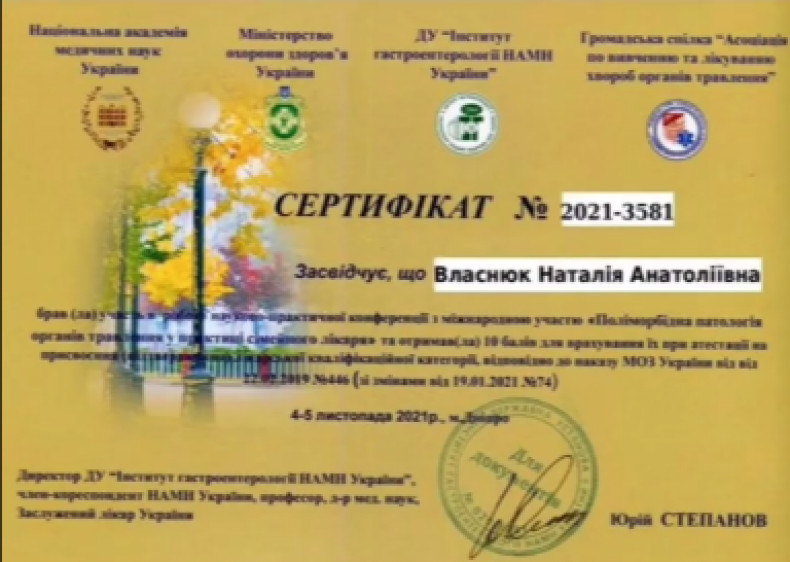 Національна академія
медичних наук
України
Міністерство
охорони здоров'я
України
ДУ "Інститут
гастроентерології НАМН
України"
Громадська спілка "Асоціація
по вивченню та лікуванню
хвороб органів травлення"
СЕРТИФІКАТ № 2021-3581
Засвідчує, що Власнюк Наталія Анатоліївна
брав (ла) участь в роботі науково-практичної конференції з міжнародною участю «Поліморбідна патологія
органів травлення у практиці сімейного лікаря» та отримав(ла) 10 балів для врахування їх при атестації на
присвоєння кваліфікаційної категорії, відповідно до наказу МОЗ України від від
22.02.2019 №446 (зі змінами від 19.01.2021 №74)
4-5 листопада 2021р., м.Дніпро
Для
документів
Директор ДУ "Інститут гастроентерології НАМН України",
член-кореспондент НАМН України, професор, д-р мед. наук,
Заслужений лікар України
Юрій СТЕПАНОВ